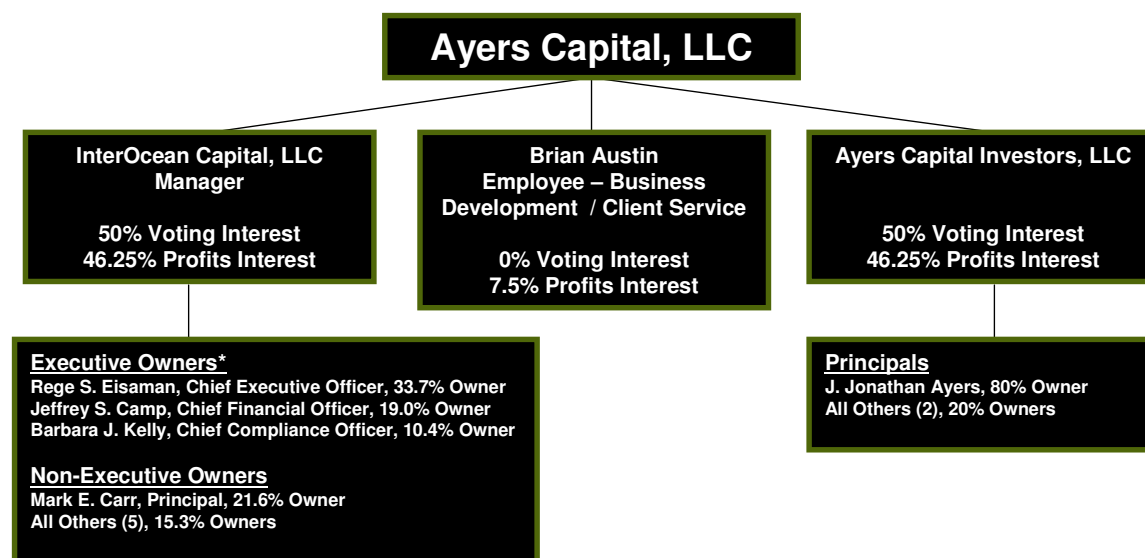 Ayers Capital, LLC
InterOcean Capital, LLC
Manager
50% Voting Interest
46.25% Profits Interest
Brian Austin
Employee – Business
Development / Client Service
0% Voting Interest
7.5% Profits Interest
Ayers Capital Investors, LLC
50% Voting Interest
46.25% Profits Interest
Executive Owners*
Rege S. Eisaman, Chief Executive Officer, 33.7% Owner
Jeffrey S. Camp, Chief Financial Officer, 19.0% Owner
Barbara J. Kelly, Chief Compliance Officer, 10.4% Owner
Non-Executive Owners
Mark E. Carr, Principal, 21.6% Owner
All Others (5), 15.3% Owners
Principals
J. Jonathan Ayers, 80% Owner
All Others (2), 20% Owners